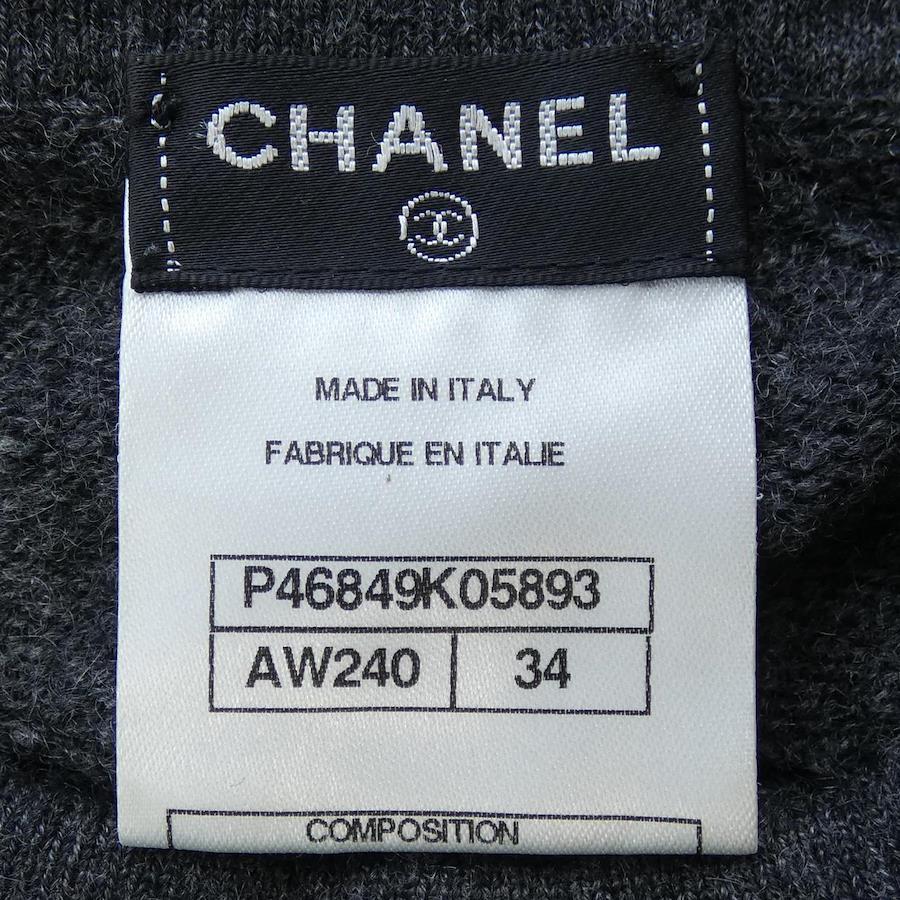 CHANEL
MADE IN ITALY
FABRIQUE EN ITALIE
P46849K05893
AW240 34
COMPOSITION